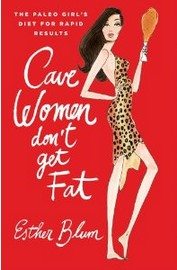 THE PALEO GIRL'S
DIET FOR RAPID
RESULTS
Cave
Women
don't
get
Fat
Esther Blum